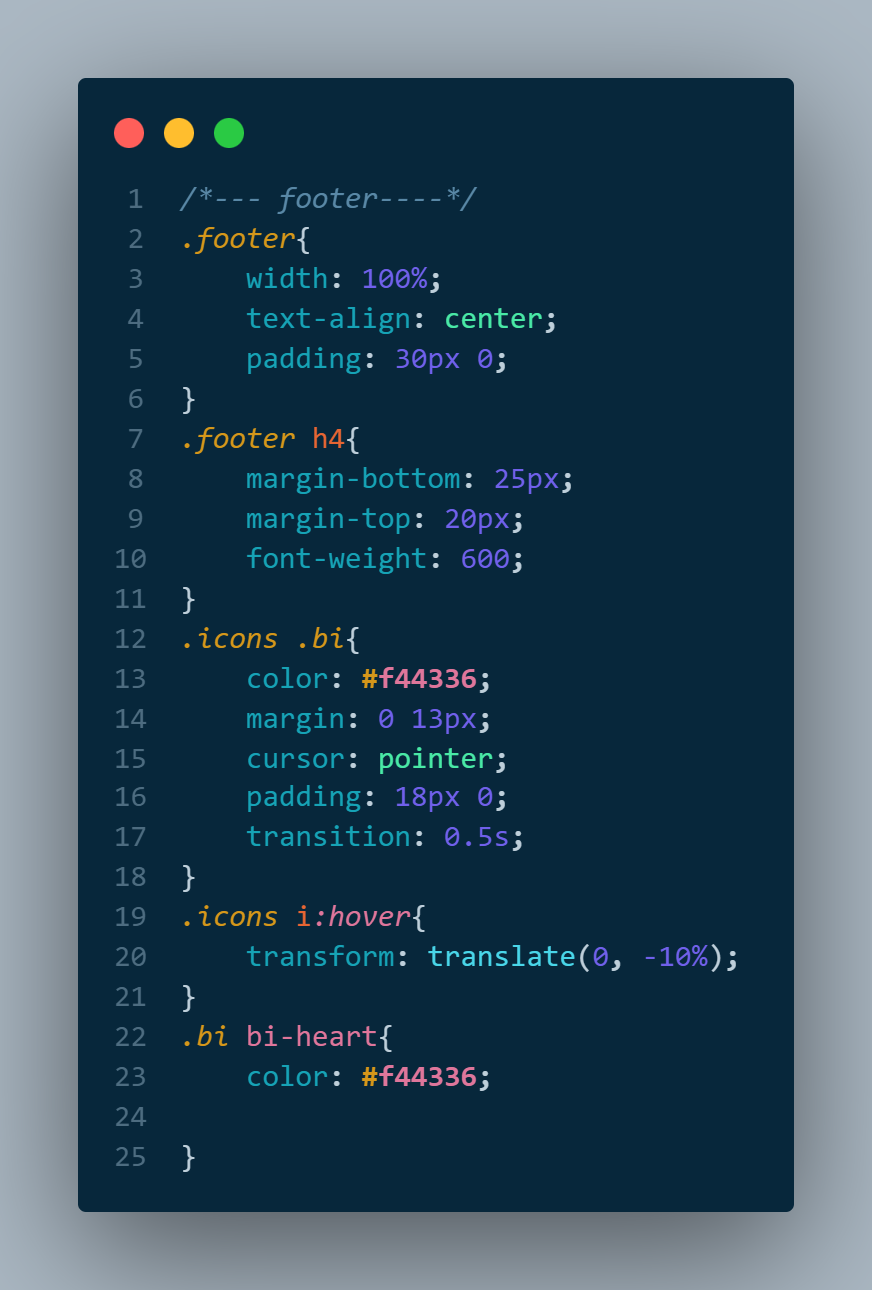 1 /*--- footer----*/
2 .footer{
3     width: 100%;
4     text-align: center;
5     padding: 30px 0;
6 }
7 .footer h4{
8     margin-bottom: 25px;
9     margin-top: 20px;
10     font-weight: 600;
11 }
12 .icons .bi{
13     color: #f44336;
14     margin: 0 13px;
15     cursor: pointer;
16     padding: 18px 0;
17     transition: 0.5s;
18 }
19 .icons i:hover{
20     transform: translate(0, -10%);
21 }
22 .bi bi-heart{
23     color: #f44336;
24
25 }